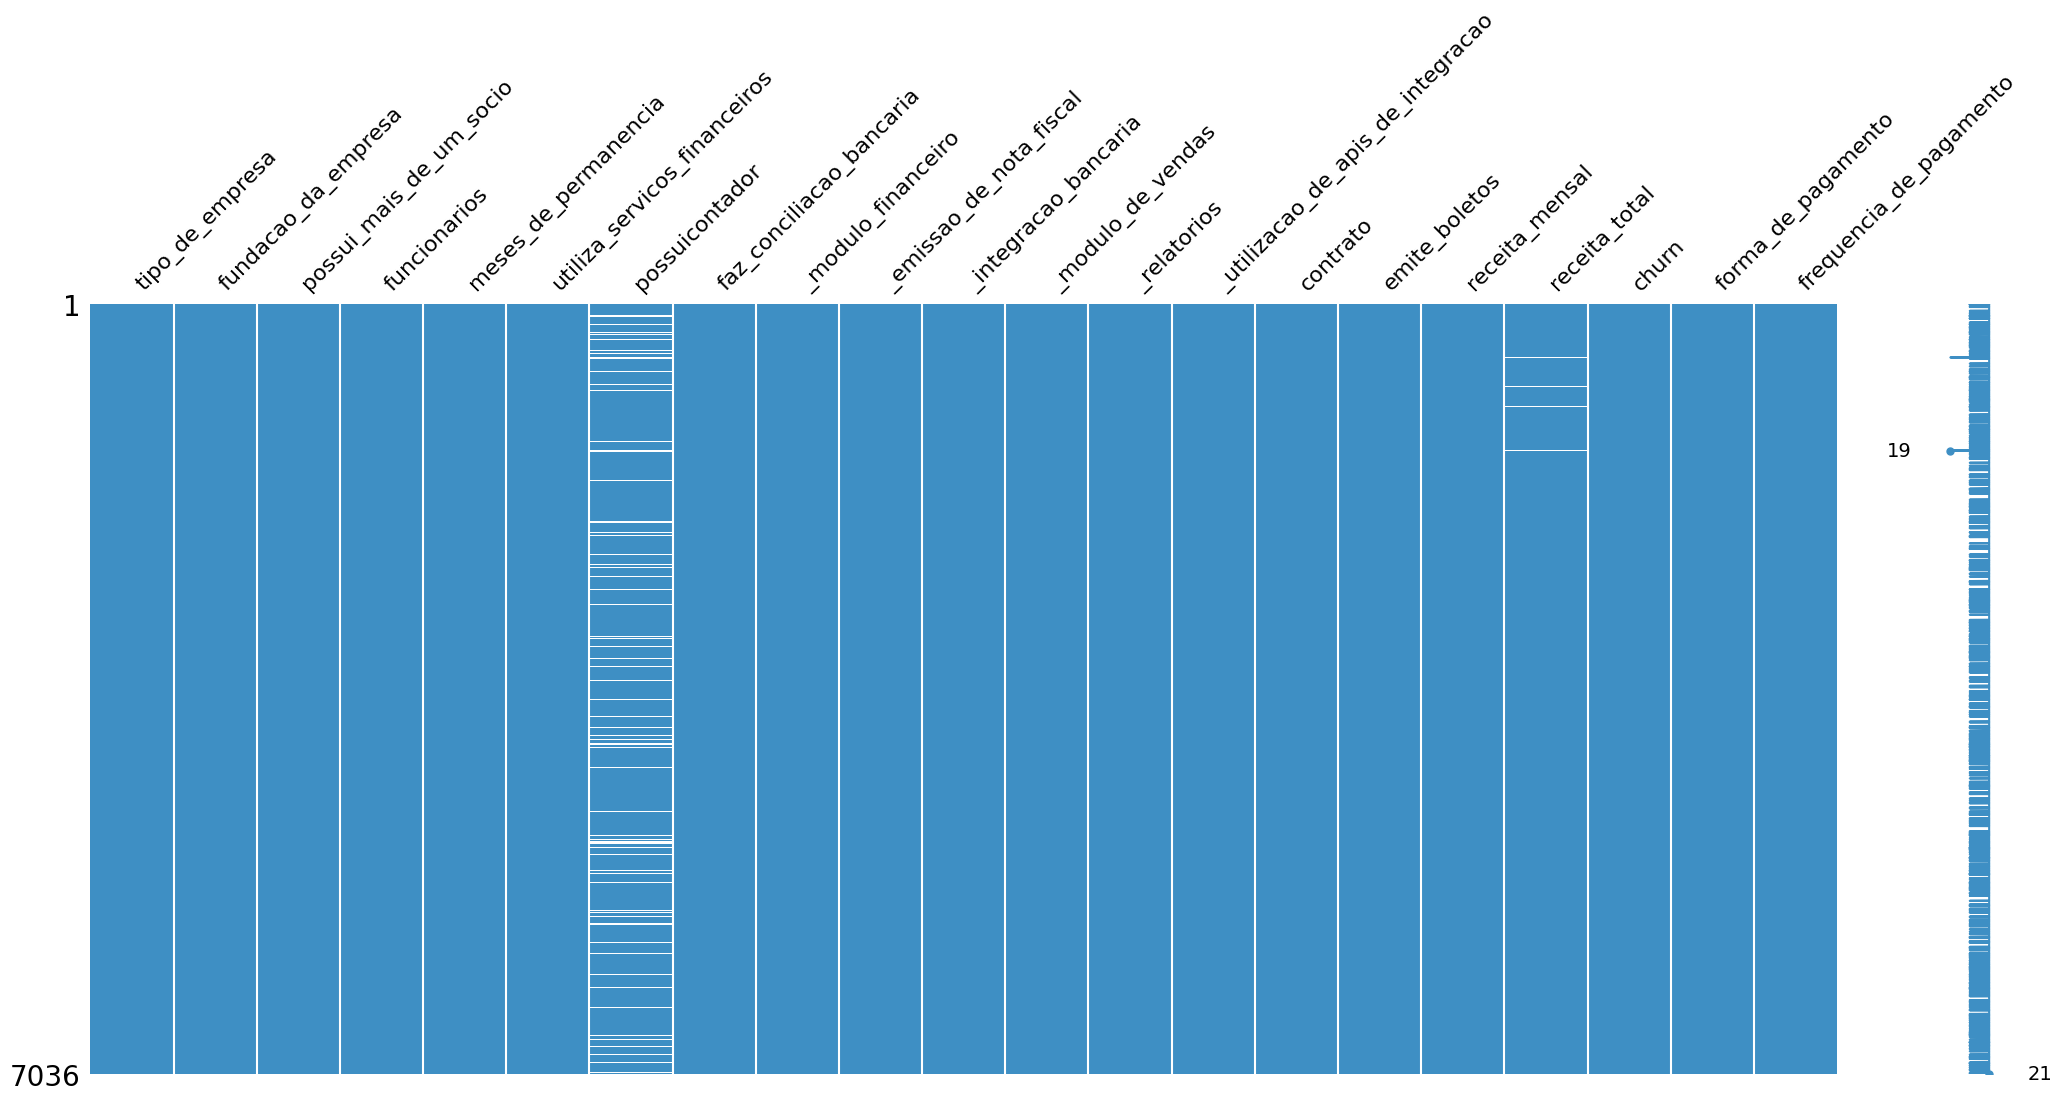 tipo_de_empresa
fundacao_da_empresa
possui_mais_de_um_socio
funcionarios
meses_de_permanencia
utiliza_servicos_financeiros
possuicontador
faz_conciliacao_bancaria
_modulo_financeiro
_emissao_de_nota_fiscal
_integracao_bancaria
_modulo_de_vendas
_relatorios
_utilizacao_de_apis_de_integracao
contrato
emite_boletos
receita_mensal
receita_total
churn
forma_de_pagamento
frequencia_de_pagamento
1
19
7036
21